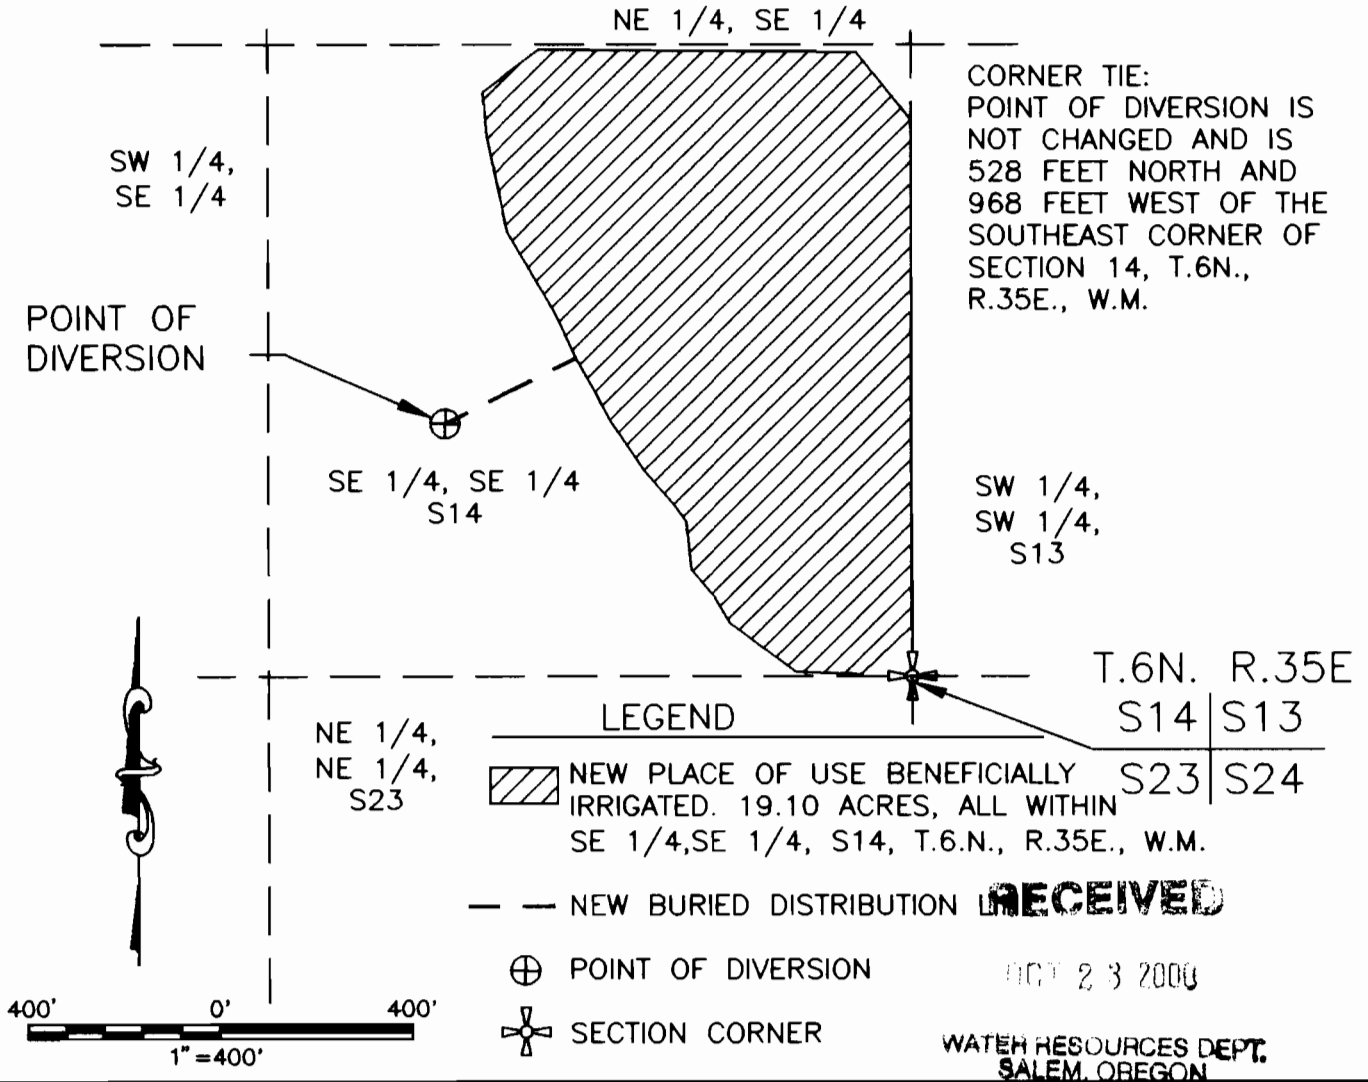 NE 1/4, SE 1/4
CORNER TIE:
POINT OF DIVERSION IS
NOT CHANGED AND IS
528 FEET NORTH AND
968 FEET WEST OF THE
SOUTHEAST CORNER OF
SECTION 14, T.6N.,
R.35E., W.M.
SW 1/4,
SE 1/4
POINT OF
DIVERSION
SE 1/4, SE 1/4
S14
SW 1/4,
SW 1/4,
S13
T.6N. R.35E
S14 S13
S23 S24
NE 1/4,
NE 1/4,
S23
LEGEND
NEW PLACE OF USE BENEFICIALLY
IRRIGATED. 19.10 ACRES, ALL WITHIN
SE 1/4,SE 1/4, S14, T.6.N., R.35E., W.M.
NEW BURIED DISTRIBUTION
RECEIVED
POINT OF DIVERSION
OCT 23 2000
SECTION CORNER
WATER RESOURCES DEPT.
SALEM, OREGON
400' 0' 400'
1"=400'